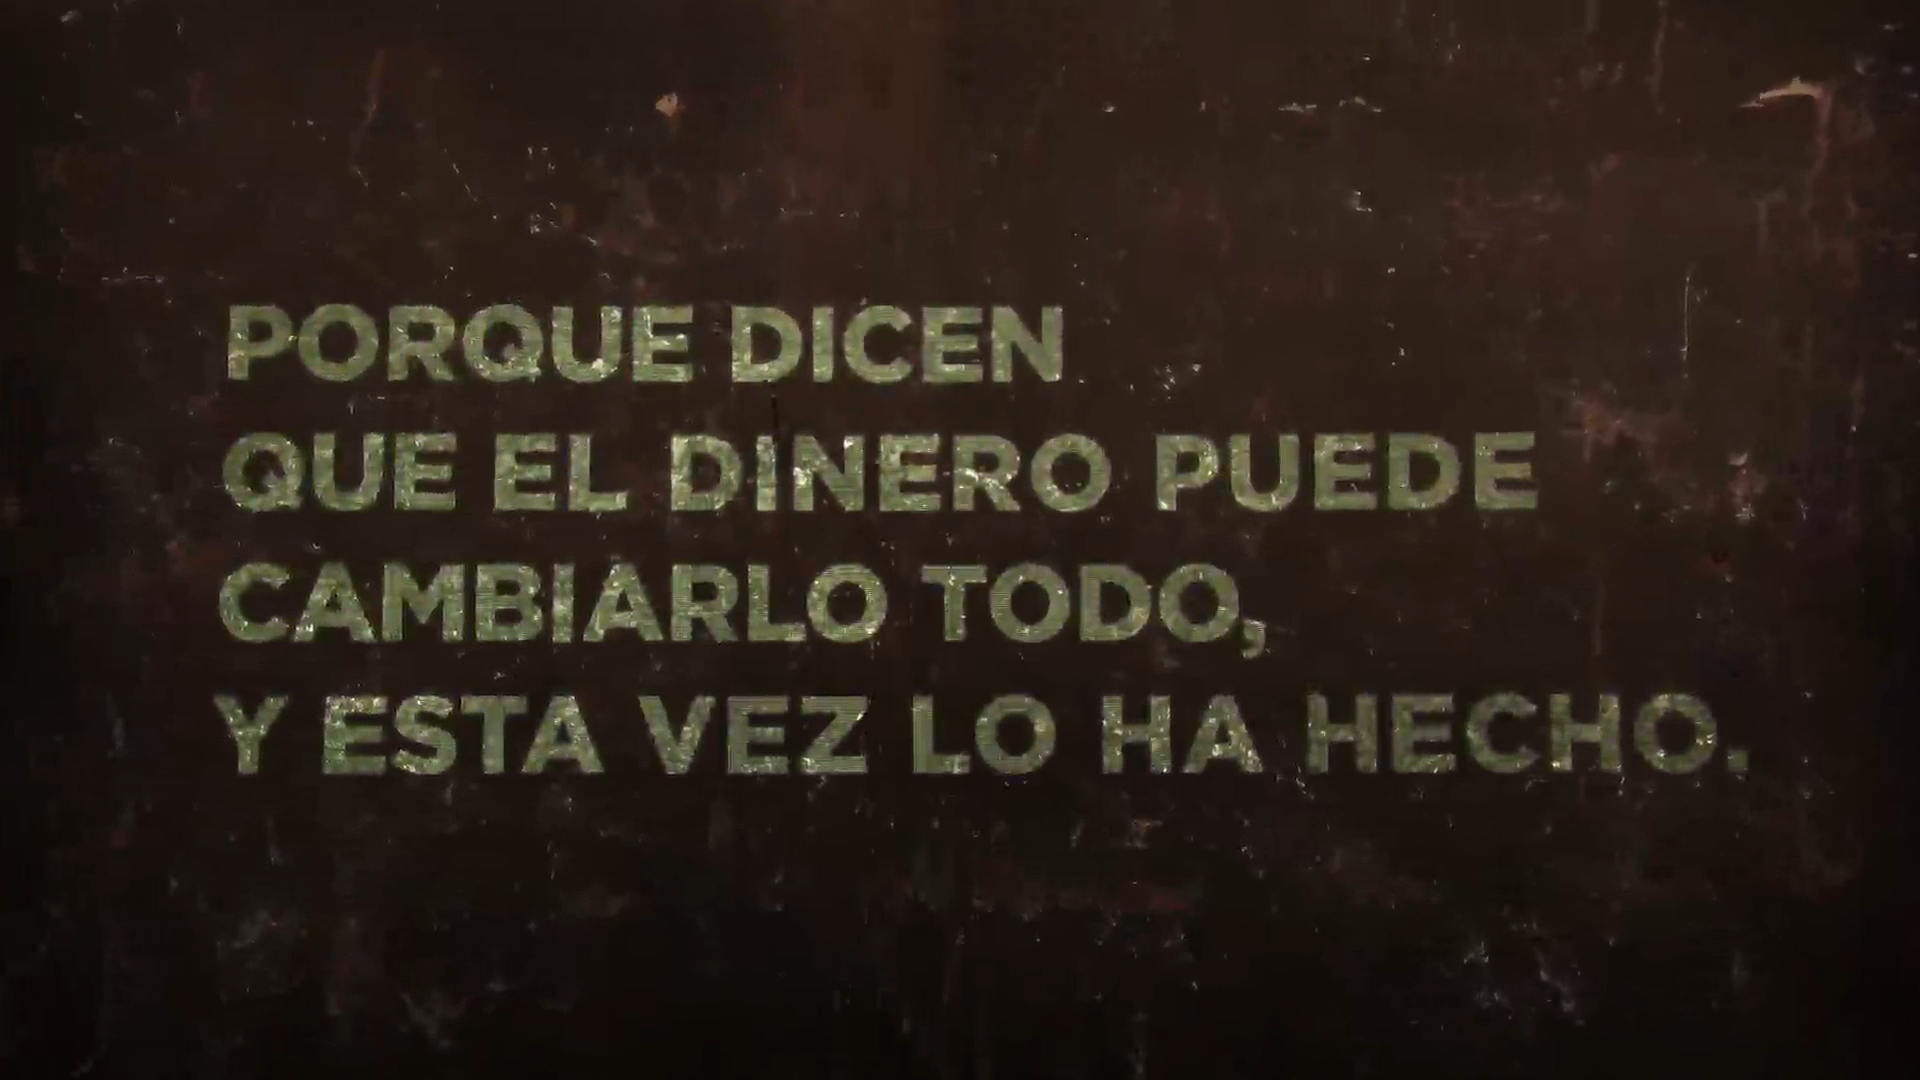 PORQUE DICEN
QUE EL DINERO PUEDE
CAMBIARLO TODO,
Y ESTA VEZ LO HA HECHO.